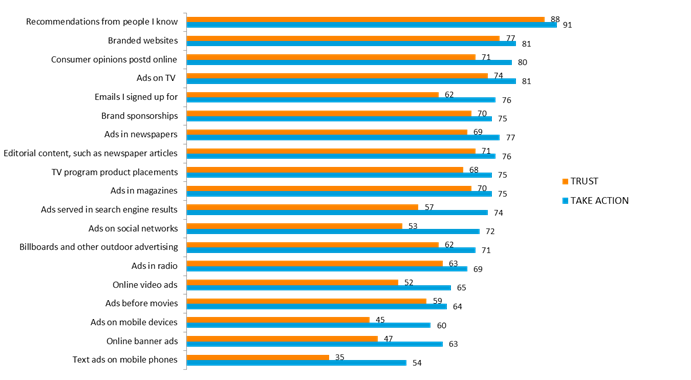 Recommendations from people I know 88 91
Branded websites 77 81
Consumer opinions postd online 71 80
Ads on TV 74 81
Emails I signed up for 62 76
Brand sponsorships 70 75
Ads in newspapers 69 77
Editorial content, such as newspaper articles 71 76
TV program product placements 68 75
Ads in magazines 70 75
Ads served in search engine results 57 74
Ads on social networks 53 72
Billboards and other outdoor advertising 62 71
Ads in radio 63 69
Online video ads 52 65
Ads before movies 59 64
Ads on mobile devices 45 60
Online banner ads 47 63
Text ads on mobile phones 35 54
TRUST
TAKE ACTION